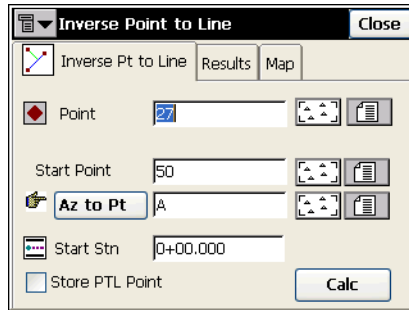 Inverse Point to Line Close
Inverse Pt to Line Results Map
Point 27
Start Point 50
Az to Pt A
Start Stn 0+00.000
Store PTL Point Calc